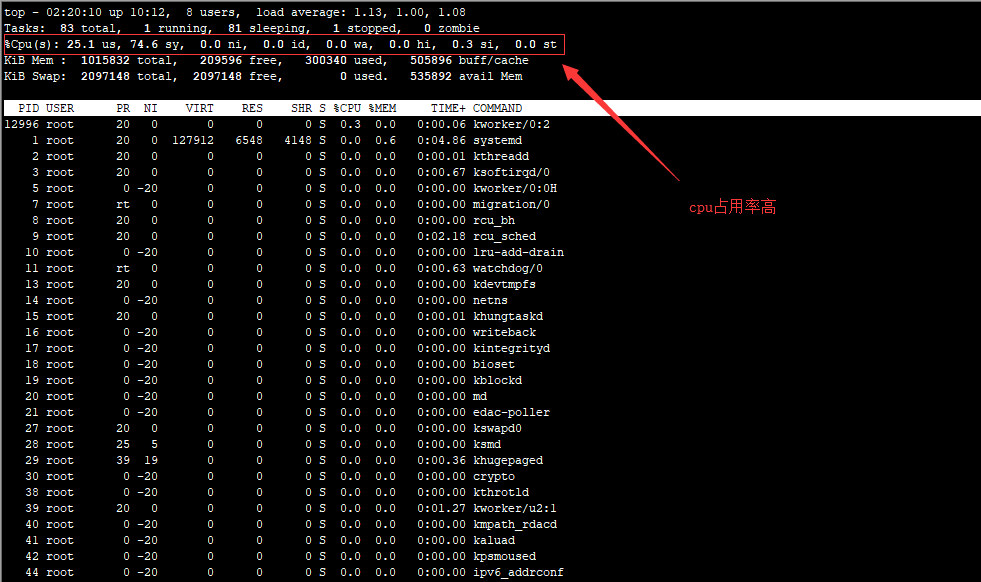 top - 02:20:10 up 10:12,  8 users,  load average: 1.13, 1.00, 1.08
Tasks:  83 total,   1 running,  81 sleeping,   1 stopped,   0 zombie
%Cpu(s): 25.1 us, 74.6 sy,  0.0 ni,  0.0 id,  0.0 wa,  0.0 hi,  0.3 si,  0.0 st
KiB Mem :  1015832 total,   209596 free,   300340 used,   505896 buff/cache
KiB Swap:  2097148 total,  2097148 free,        0 used.   535892 avail Mem
PID USER      PR  NI    VIRT    RES    SHR S %CPU %MEM     TIME+ COMMAND
12996 root      20   0       0      0      0 S  0.3  0.0   0:00.06 kworker/0:2
1 root      20   0  127912   6548   4148 S  0.0  0.6   0:04.86 systemd
2 root      20   0       0      0      0 S  0.0  0.0   0:00.01 kthreadd
3 root      20   0       0      0      0 S  0.0  0.0   0:00.67 ksoftirqd/0
5 root       0 -20       0      0      0 S  0.0  0.0   0:00.00 kworker/0:0H
7 root      rt   0       0      0      0 S  0.0  0.0   0:00.00 migration/0
8 root      20   0       0      0      0 S  0.0  0.0   0:00.00 rcu_bh
cpu占用率高
9 root      20   0       0      0      0 S  0.0  0.0   0:02.18 rcu_sched
10 root       0 -20       0      0      0 S  0.0  0.0   0:00.00 lru-add-drain
11 root      rt   0       0      0      0 S  0.0  0.0   0:00.63 watchdog/0
13 root      20   0       0      0      0 S  0.0  0.0   0:00.00 kdevtmpfs
14 root       0 -20       0      0      0 S  0.0  0.0   0:00.00 netns
15 root      20   0       0      0      0 S  0.0  0.0   0:00.01 khungtaskd
16 root       0 -20       0      0      0 S  0.0  0.0   0:00.00 writeback
17 root       0 -20       0      0      0 S  0.0  0.0   0:00.00 kintegrityd
18 root       0 -20       0      0      0 S  0.0  0.0   0:00.00 bioset
19 root       0 -20       0      0      0 S  0.0  0.0   0:00.00 kblockd
20 root       0 -20       0      0      0 S  0.0  0.0   0:00.00 md
21 root       0 -20       0      0      0 S  0.0  0.0   0:00.00 edac-poller
27 root      20   0       0      0      0 S  0.0  0.0   0:00.00 kswapd0
28 root      25   5       0      0      0 S  0.0  0.0   0:00.00 ksmd
29 root      39  19       0      0      0 S  0.0  0.0   0:00.36 khugepaged
30 root       0 -20       0      0      0 S  0.0  0.0   0:00.00 crypto
38 root       0 -20       0      0      0 S  0.0  0.0   0:00.00 kthrotld
39 root      20   0       0      0      0 S  0.0  0.0   0:01.27 kworker/u2:1
40 root       0 -20       0      0      0 S  0.0  0.0   0:00.00 kmpath_rdacd
41 root       0 -20       0      0      0 S  0.0  0.0   0:00.00 kaluad
42 root       0 -20       0      0      0 S  0.0  0.0   0:00.00 kpsmoused
44 root       0 -20       0      0      0 S  0.0  0.0   0:00.00 ipv6_addrconf